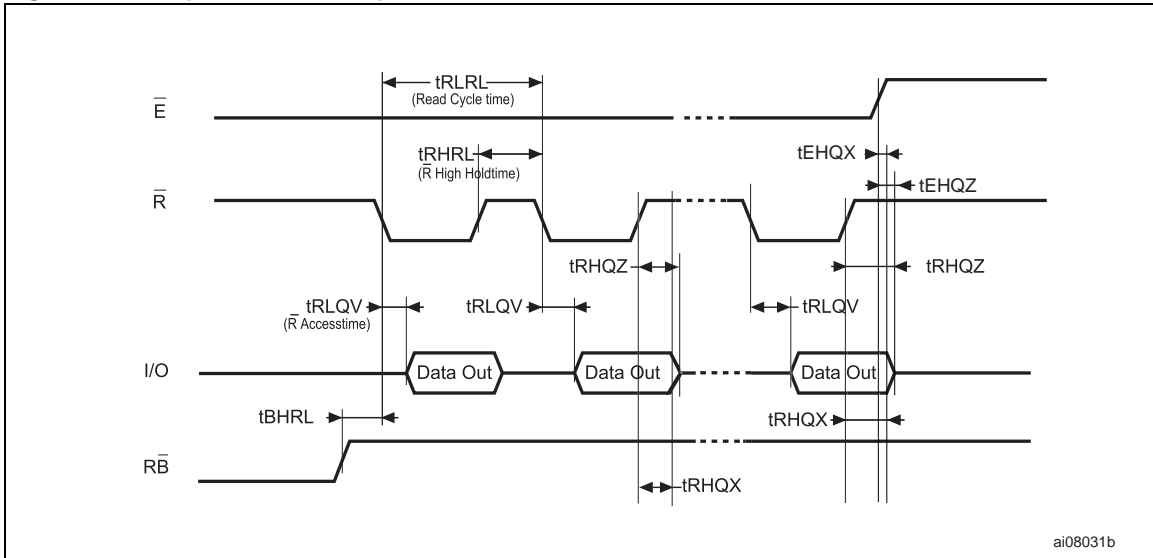 tRLRL
(Read Cycle time)
E̅
tRHRL
(R̅ High Holdtime)
tEHQX
tEHQZ
R̅
tRHQZ
tRHQZ
tRLQV
(R̅ Accesstime)
tRLQV
tRLQV
I/O
Data Out
Data Out
Data Out
tBHRL
tRHQX
RB̅
tRHQX
ai08031b